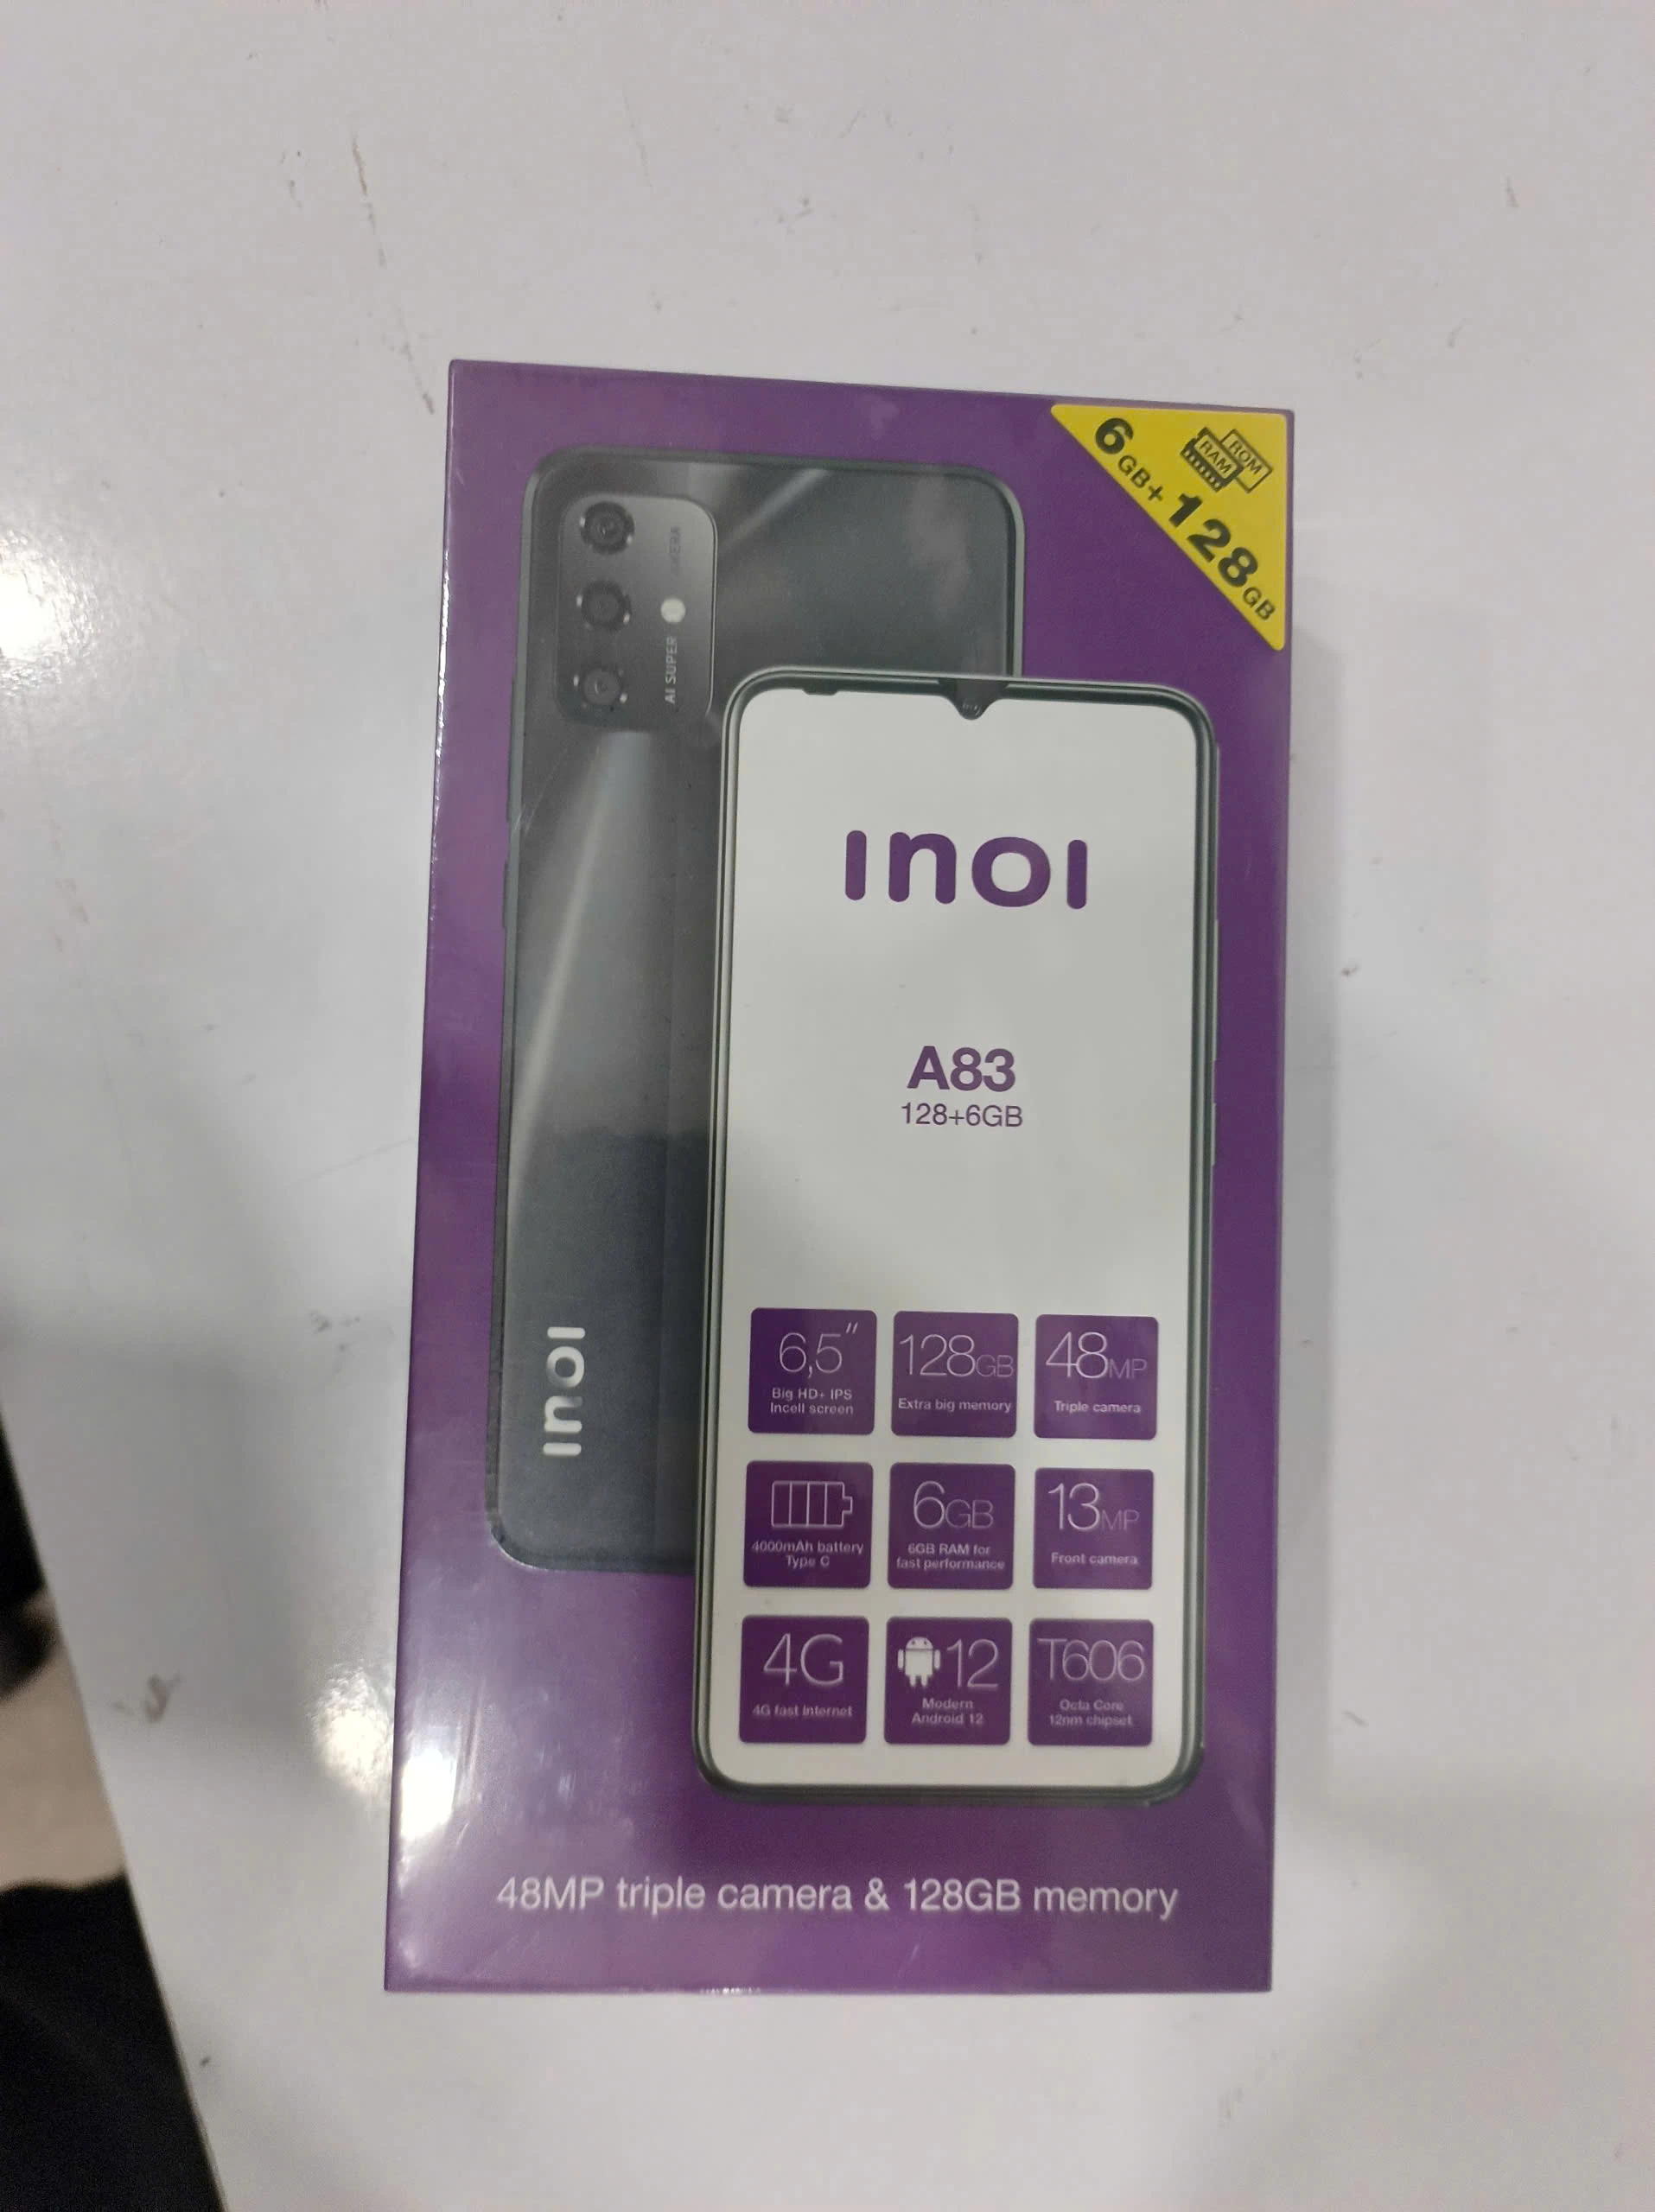 ROM
RAM
6GB+ 128GB
AI SUPER
inoi
A83
128+6GB
6,5"
Big HD+ IPS
Incell screen
128GB
Extra big memory
48MP
Triple camera
4000mAh battery
Type C
6GB
6GB RAM for
fast performance
13MP
Front camera
4G
4G fast Internet
12
Modern
Android 12
T606
Octa Core
12nm chipset
inoi
48MP triple camera & 128GB memory